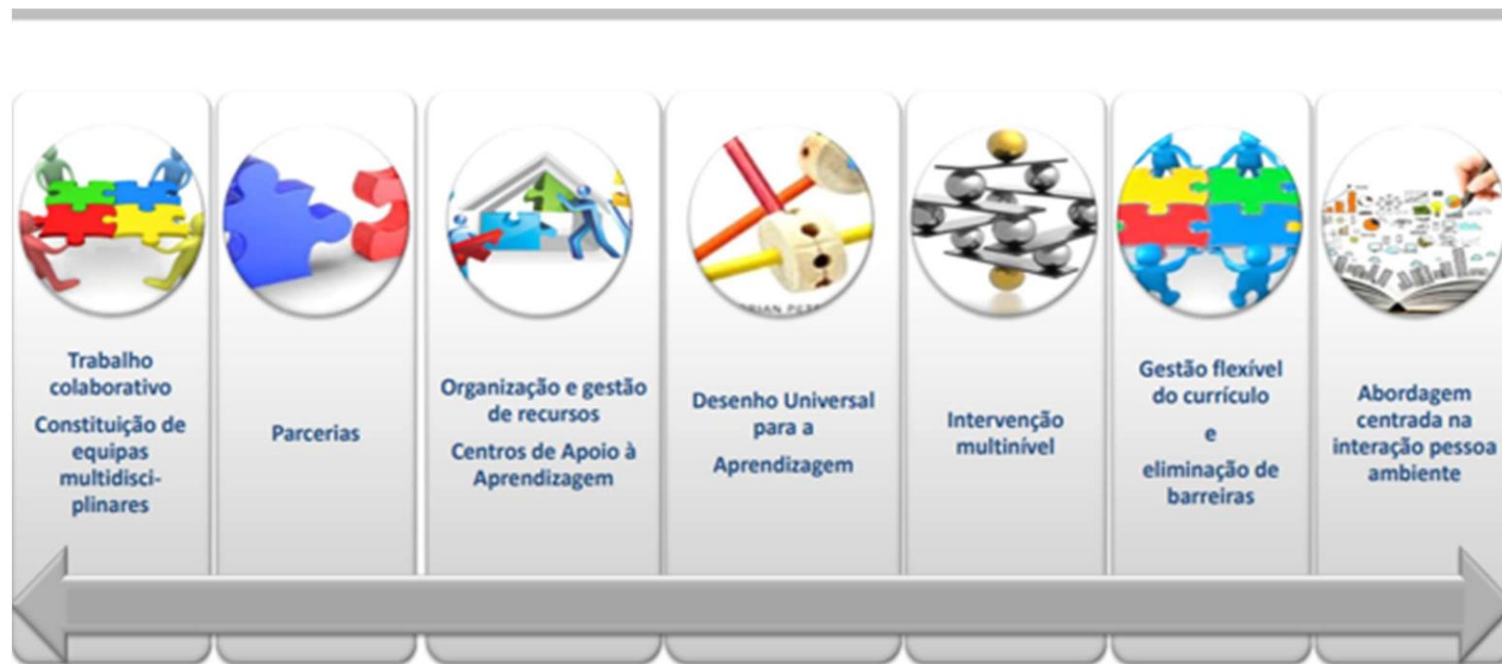 Trabalho
colaborativo
Constituição de
equipas
multidisci-
plinares
Parcerias
Organização e gestão
de recursos
Centros de Apoio à
Aprendizagem
Desenho Universal
para a
Aprendizagem
Intervenção
multinível
Gestão flexível
do currículo
e
eliminação de
barreiras
Abordagem
centrada na
interação pessoa
ambiente